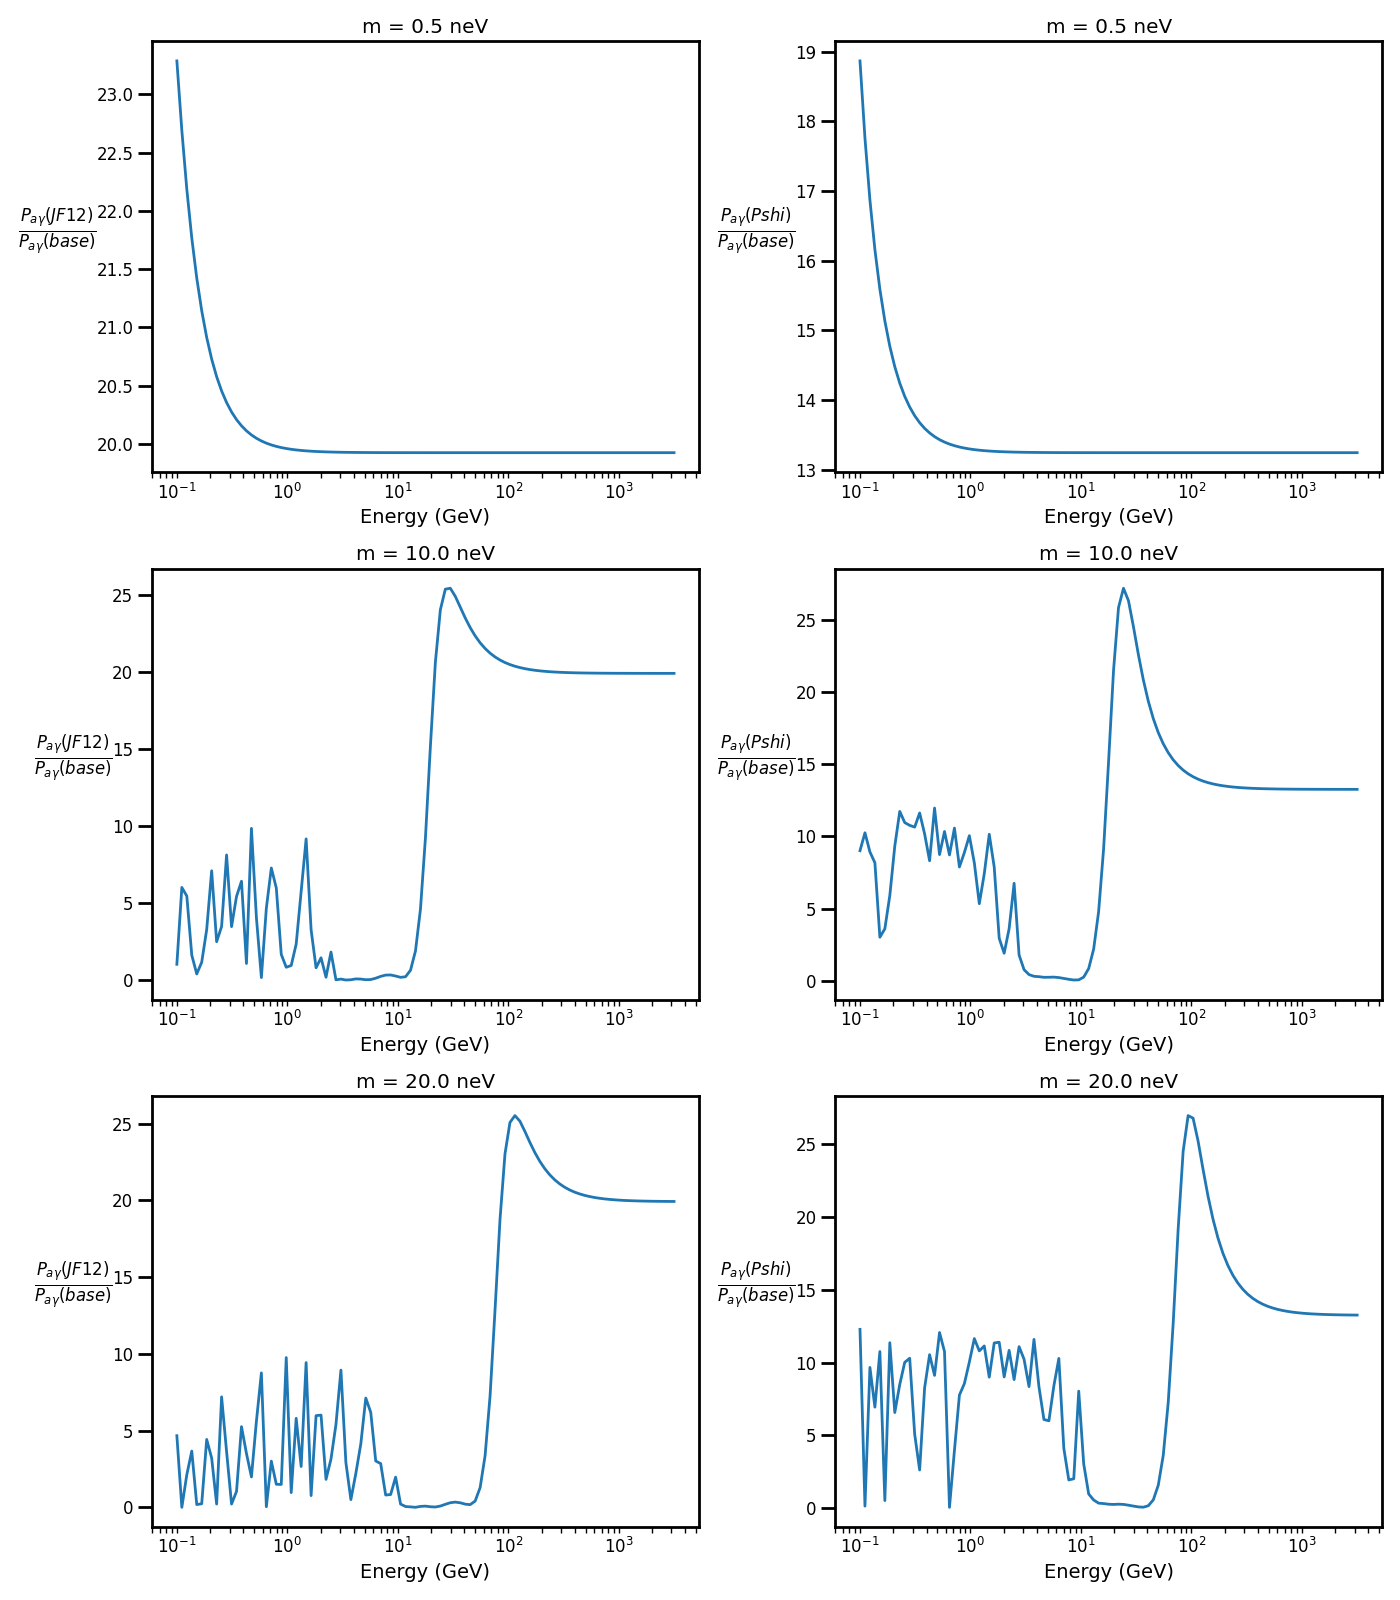 m = 0.5 neV
23.0
22.5
22.0
21.5
21.0
20.5
20.0
P_{aγ}(JF12)
P_{aγ}(base)
10^{-1} 10^{0} 10^{1} 10^{2} 10^{3}
Energy (GeV)
m = 0.5 neV
19
18
17
16
15
14
13
P_{aγ}(Pshi)
P_{aγ}(base)
10^{-1} 10^{0} 10^{1} 10^{2} 10^{3}
Energy (GeV)
m = 10.0 neV
25
20
15
10
5
0
P_{aγ}(JF12)
P_{aγ}(base)
10^{-1} 10^{0} 10^{1} 10^{2} 10^{3}
Energy (GeV)
m = 10.0 neV
25
20
15
10
5
0
P_{aγ}(Pshi)
P_{aγ}(base)
10^{-1} 10^{0} 10^{1} 10^{2} 10^{3}
Energy (GeV)
m = 20.0 neV
25
20
15
10
5
0
P_{aγ}(JF12)
P_{aγ}(base)
10^{-1} 10^{0} 10^{1} 10^{2} 10^{3}
Energy (GeV)
m = 20.0 neV
25
20
15
10
5
0
P_{aγ}(Pshi)
P_{aγ}(base)
10^{-1} 10^{0} 10^{1} 10^{2} 10^{3}
Energy (GeV)